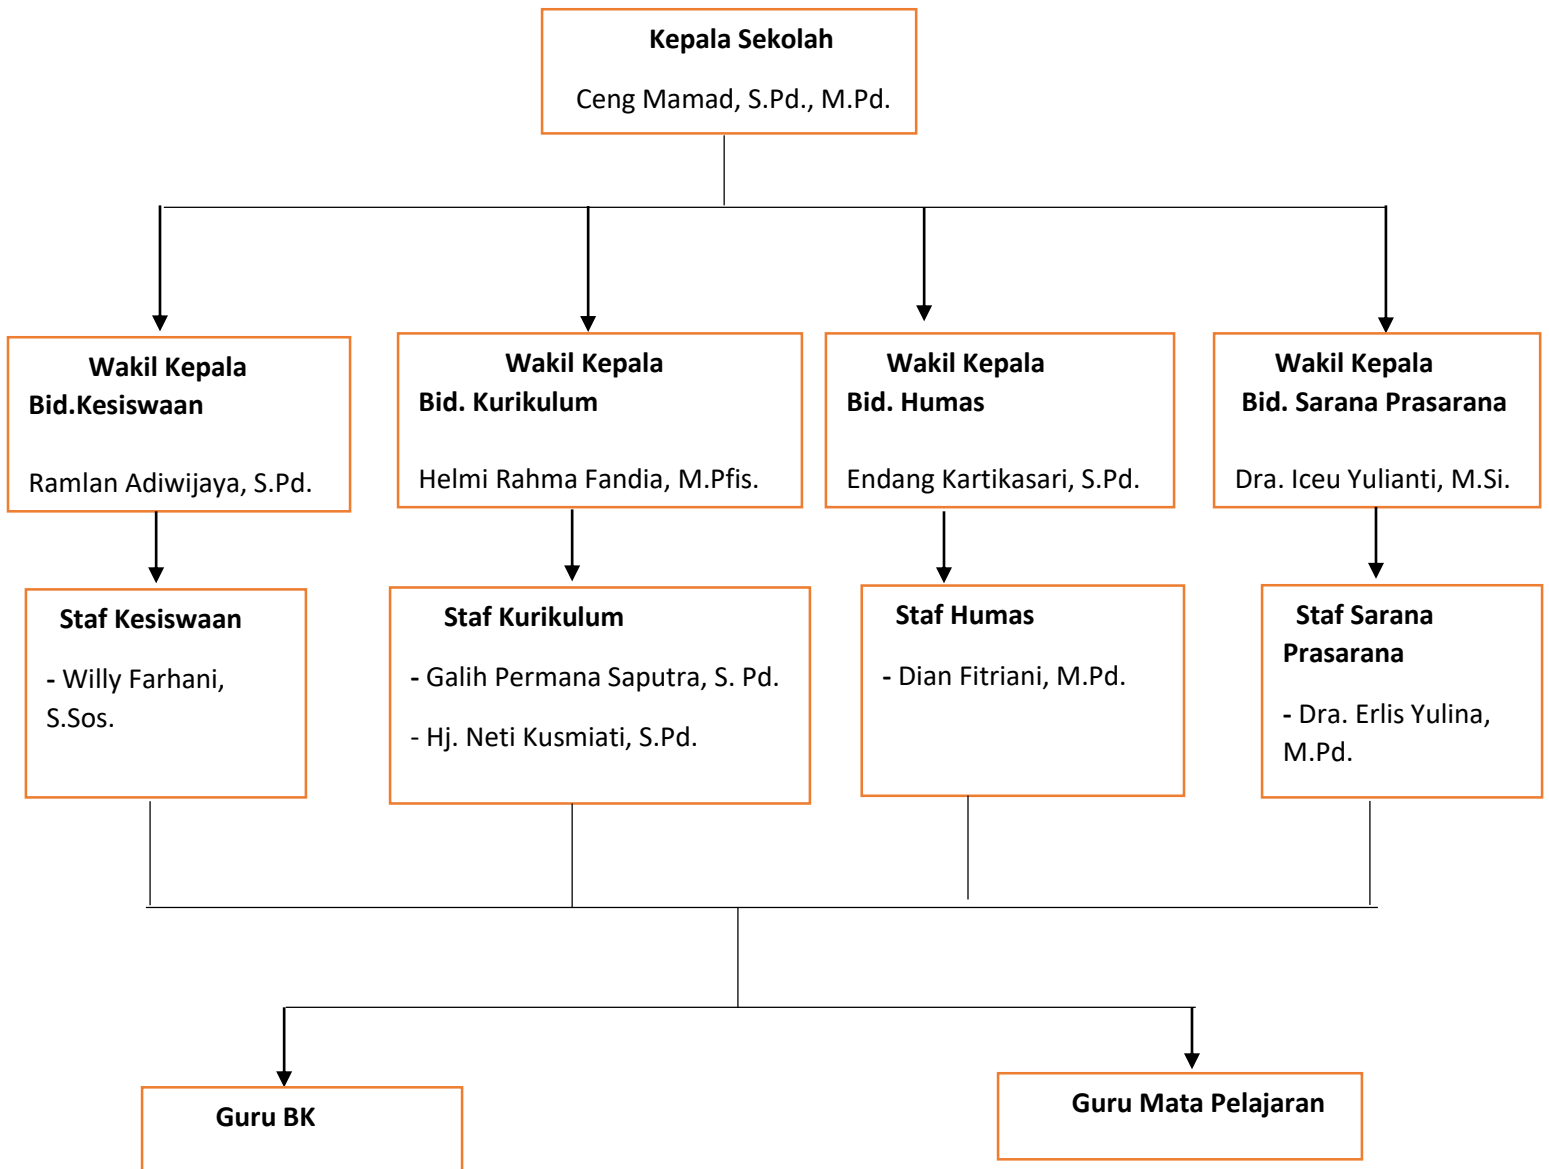 Kepala Sekolah
Ceng Mamad, S.Pd., M.Pd.
Wakil Kepala
Bid.Kesiswaan
Ramlan Adiwijaya, S.Pd.
Wakil Kepala
Bid. Kurikulum
Helmi Rahma Fandia, M.Pfis.
Wakil Kepala
Bid. Humas
Endang Kartikasari, S.Pd.
Wakil Kepala
Bid. Sarana Prasarana
Dra. Iceu Yulianti, M.Si.
Staf Kesiswaan
- Willy Farhani,
S.Sos.
Staf Kurikulum
- Galih Permana Saputra, S. Pd.
- Hj. Neti Kusmiati, S.Pd.
Staf Humas
- Dian Fitriani, M.Pd.
Staf Sarana
Prasarana
- Dra. Erlis Yulina,
M.Pd.
Guru BK
Guru Mata Pelajaran